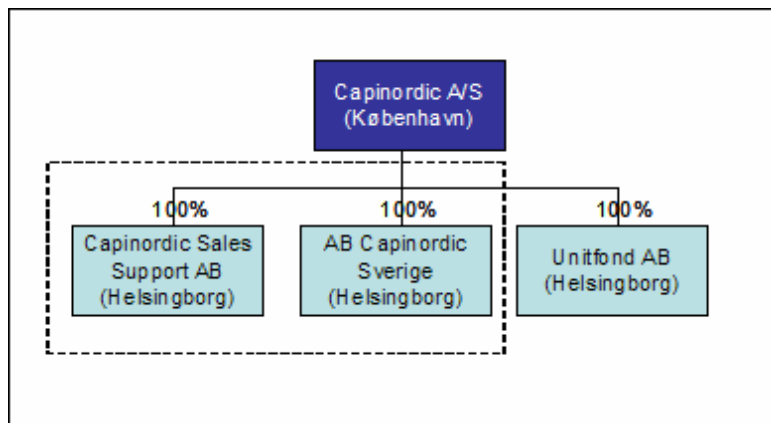 Capinordic A/S
(København)
100%
100%
100%
Capinordic Sales
Support AB
(Helsingborg)
AB Capinordic
Sverige
(Helsingborg)
Unitfond AB
(Helsingborg)